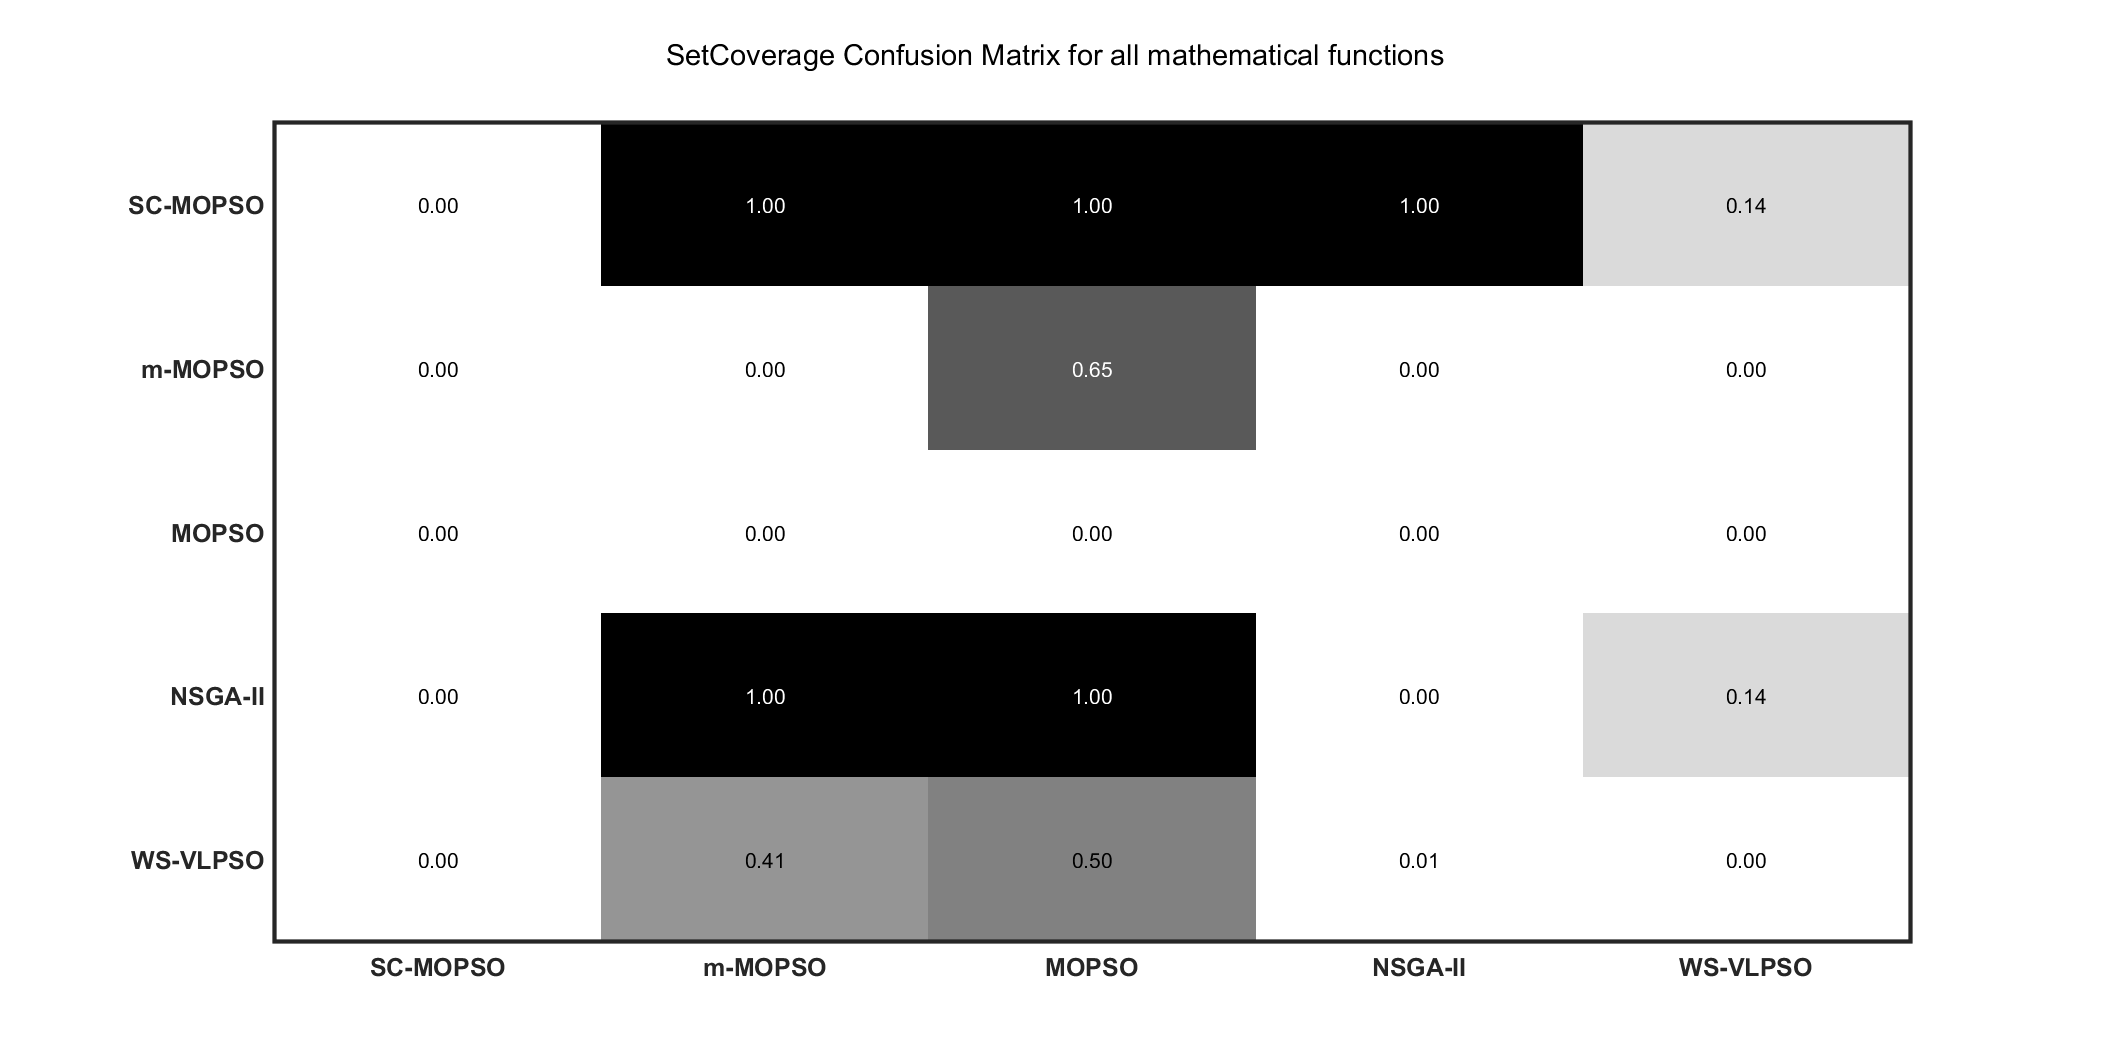 SetCoverage Confusion Matrix for all mathematical functions
SC-MOPSO 0.00 1.00 1.00 1.00 0.14
m-MOPSO 0.00 0.00 0.65 0.00 0.00
MOPSO 0.00 0.00 0.00 0.00 0.00
NSGA-II 0.00 1.00 1.00 0.00 0.14
WS-VLPSO 0.00 0.41 0.50 0.01 0.00
SC-MOPSO m-MOPSO MOPSO NSGA-II WS-VLPSO